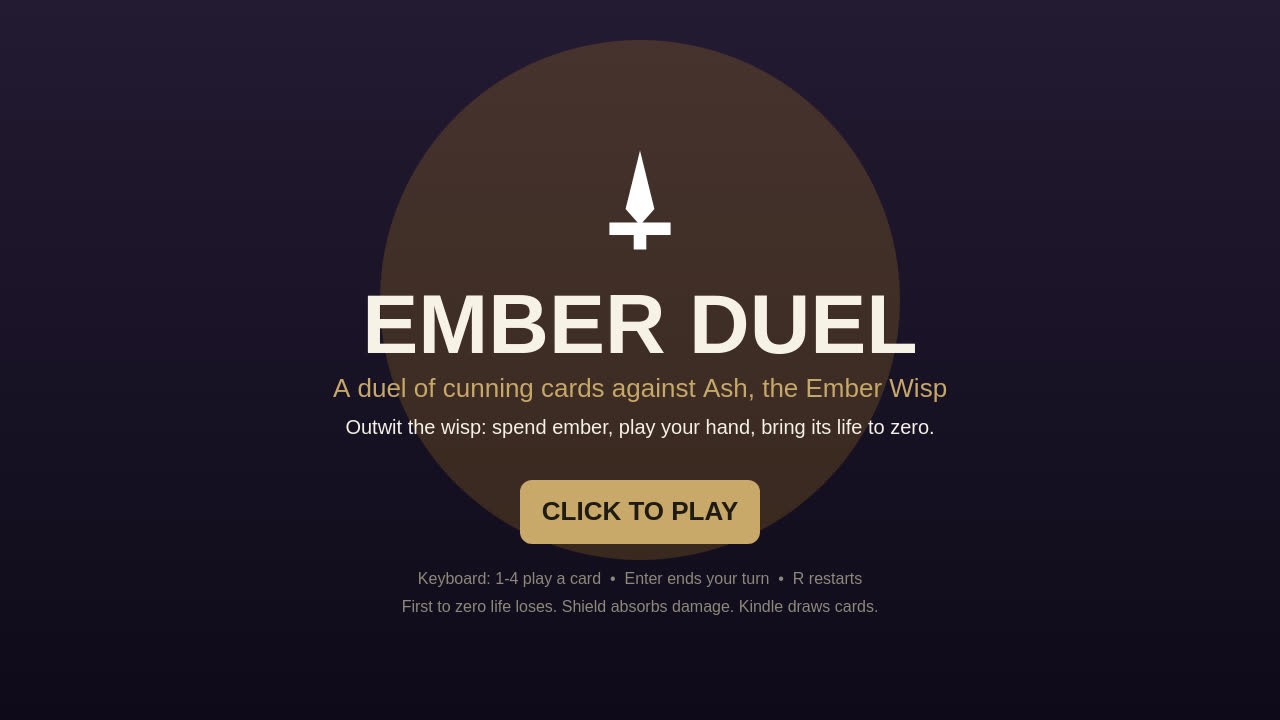 EMBER DUEL
A duel of cunning cards against Ash, the Ember Wisp
Outwit the wisp: spend ember, play your hand, bring its life to zero.
CLICK TO PLAY
Keyboard: 1-4 play a card • Enter ends your turn • R restarts
First to zero life loses. Shield absorbs damage. Kindle draws cards.